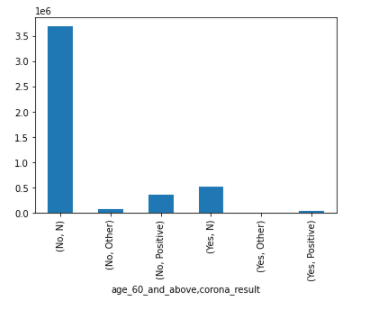 1e6
3.5
3.0
2.5
2.0
1.5
1.0
0.5
0.0
(No, N)
(No, Other)
(No, Positive)
(Yes, N)
(Yes, Other)
(Yes, Positive)
age_60_and_above,corona_result